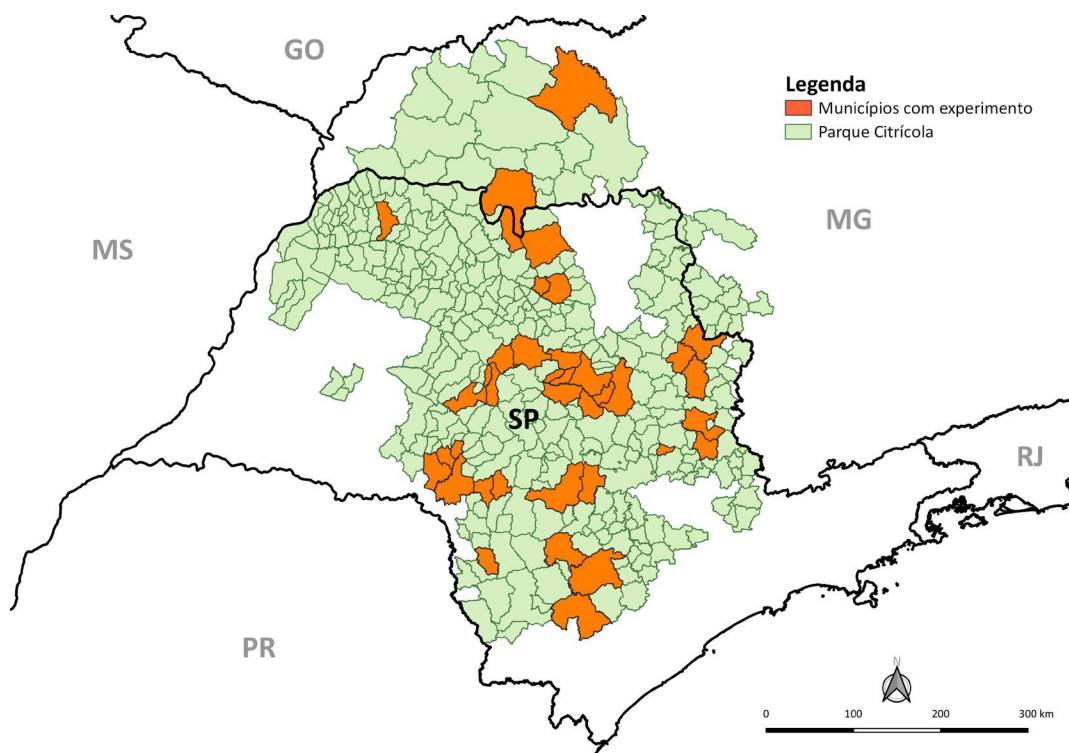 GO
Legenda
Municípios com experimento
Parque Citrícola
MS
MG
SP
RJ
PR
N
0 100 200 300 km